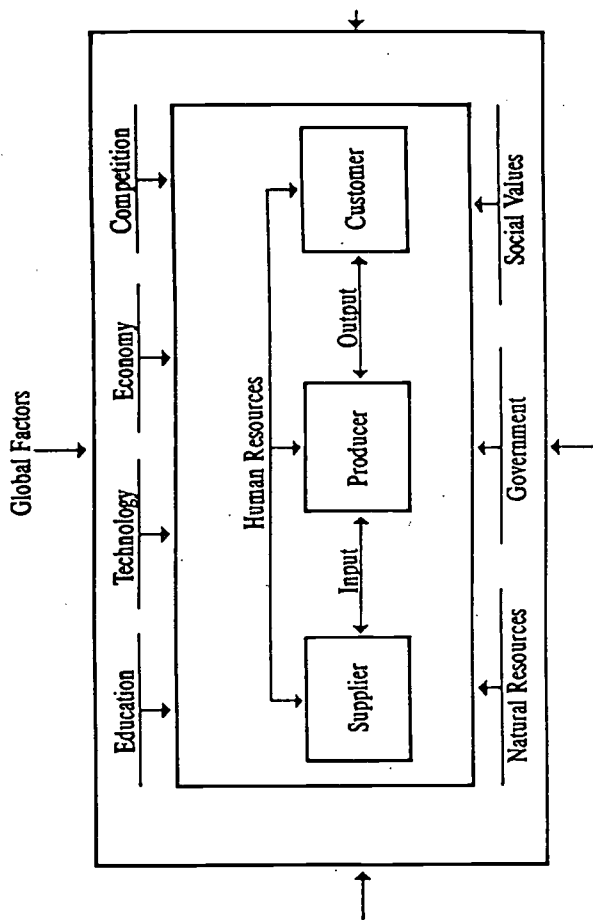 Global Factors
Education
Technology
Economy
Competition
Human Resources
Supplier
Input
Producer
Output
Customer
Natural Resources
Government
Social Values